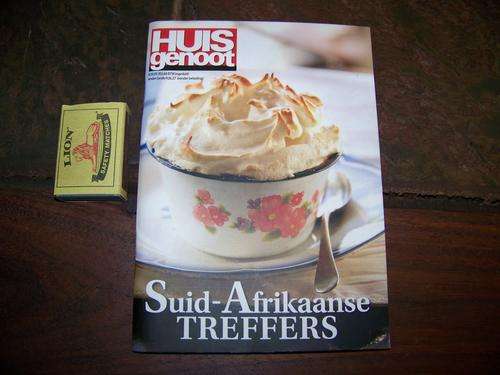 HUIS
genoot
LION
SAFETY MATCHES
Suid-Afrikaanse
TREFFERS